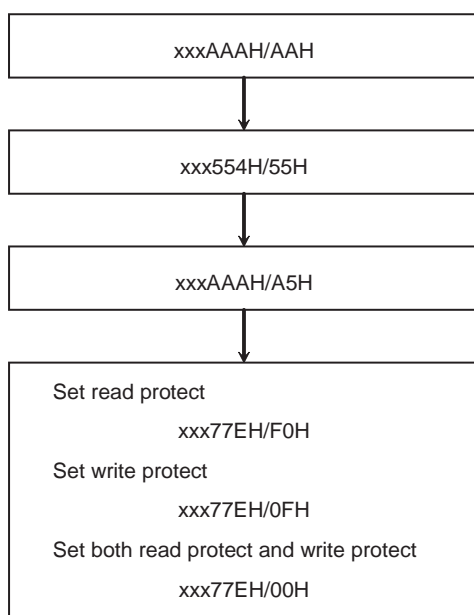 xxxAAAH/AAH
xxx554H/55H
xxxAAAH/A5H
Set read protect
xxx77EH/F0H
Set write protect
xxx77EH/0FH
Set both read protect and write protect
xxx77EH/00H